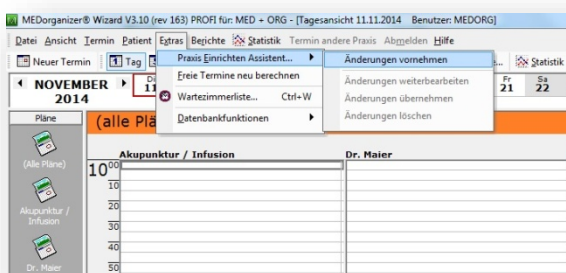 MEDorganizer® Wizard V3.10 (rev 163) PROFI für: MED + ORG - [Tagesansicht 11.11.2014   Benutzer: MEDORG]
Datei Ansicht Termin Patient Extras Berichte Statistik Termin andere Praxis Abmelden Hilfe
Neuer Termin 1 Tag Statistik
Praxis Einrichten Assistent...
Freie Termine neu berechnen
Wartezimmerliste... Ctrl+W
Datenbankfunktionen
Änderungen vornehmen
Änderungen weiterbearbeiten
Änderungen übernehmen
Änderungen löschen
NOVEMBER 2014
Di 11
Fr 21
Sa 22
Pläne
(alle Plä
(Alle Pläne)
Akupunktur / Infusion
Dr. Maier
Akupunktur / Infusion Dr. Maier
10 00
10
20
30
40
50